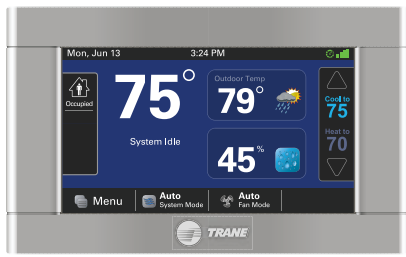 Mon, Jun 13 3:24 PM
Occupied
75°
System Idle
Outdoor Temp
79°
45%
Cool to
75
Heat to
70
Menu
Auto
System Mode
Auto
Fan Mode
TRANE